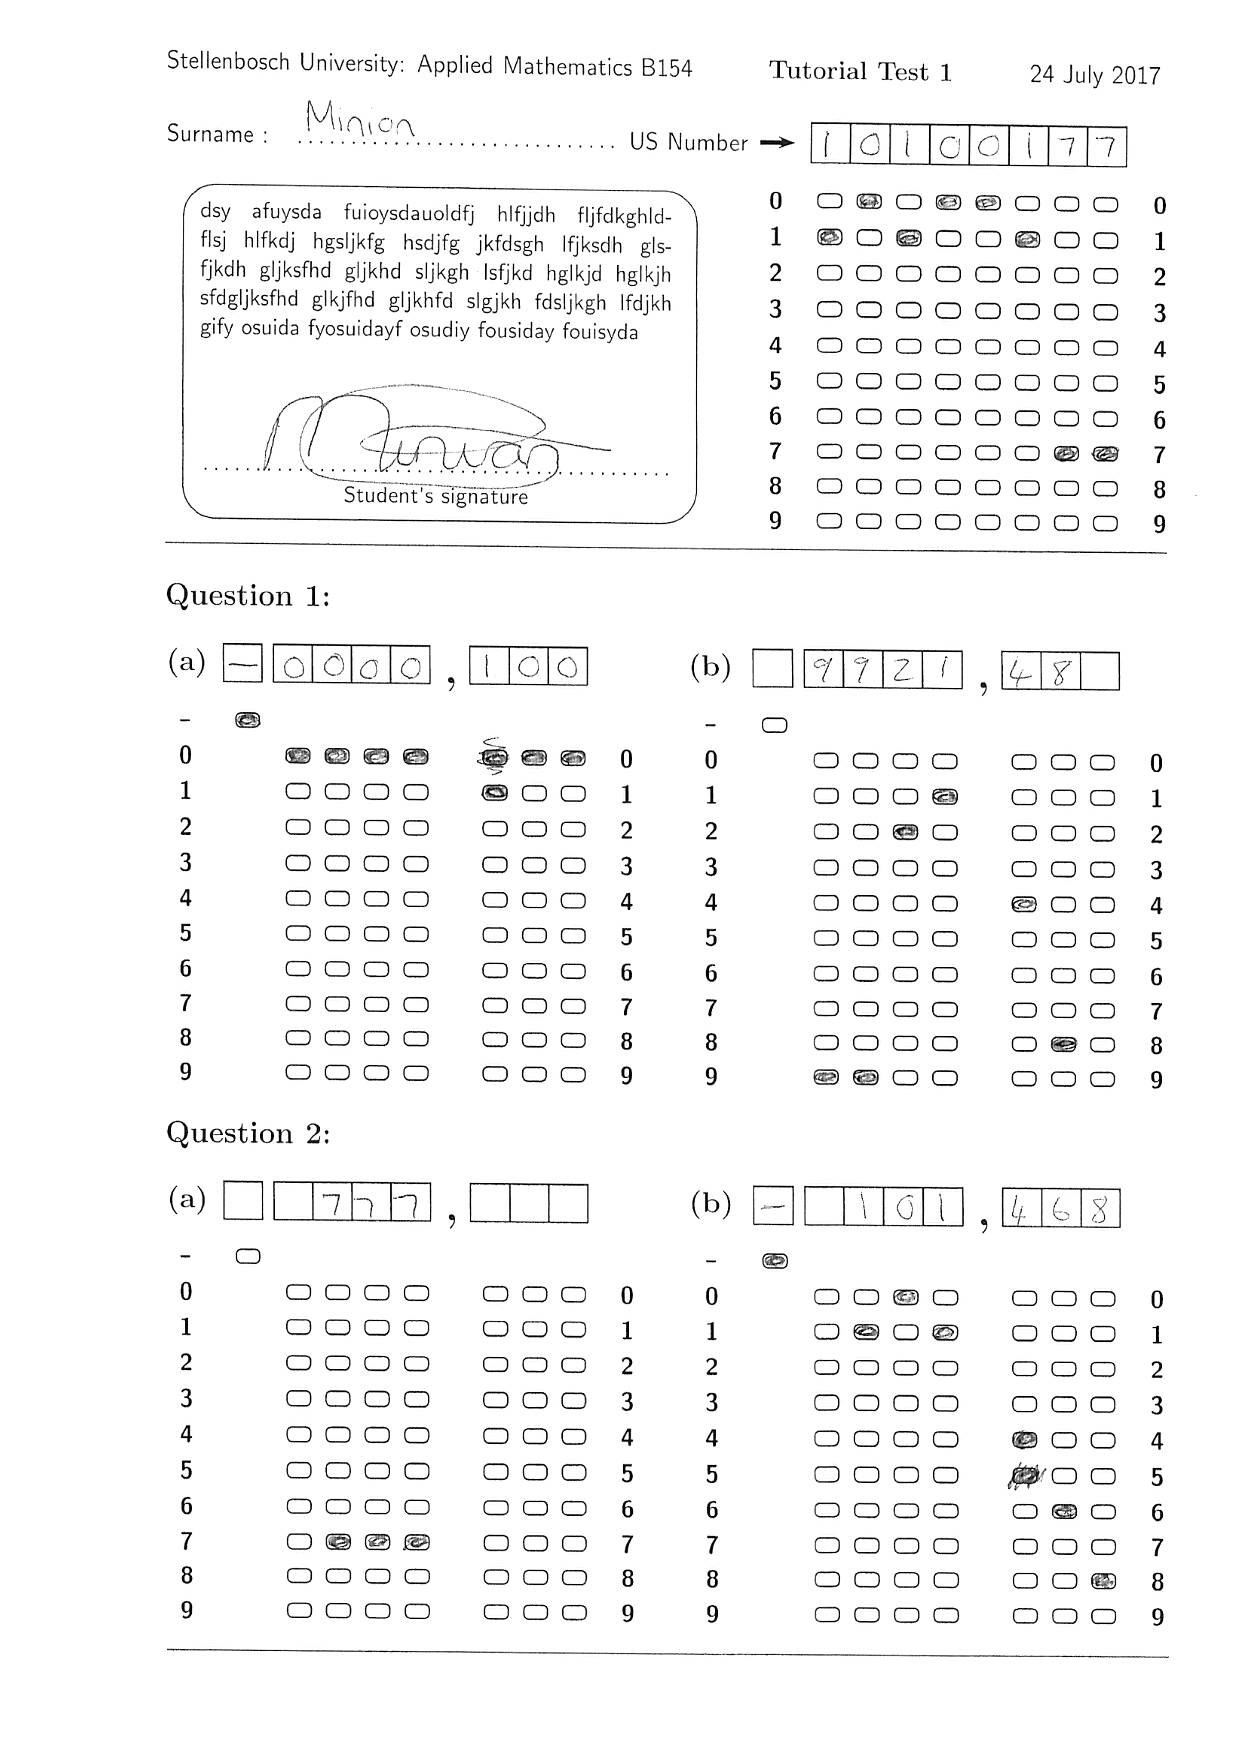 Stellenbosch University: Applied Mathematics B154 Tutorial Test 1 24 July 2017
Surname : Minion US Number → 1 0 1 0 0 1 7 7
dsy afuysda fuioysdauoldfj hlfjjdh fljfdkghld-
flsj hlfkdj hgsljkfg hsdjfg jkfdsgh lfjksdh gls-
fjkdh gljksfhd gljkhd sljkgh lsfjkd hglkjd hglkjh
sfdgljksfhd glkjfhd gljkhfd slgjkh fdsljkgh lfdjkh
gify osuida fyosuidayf osudiy fousiday fouisyda
Minion
Student's signature
0 0
1 1
2 2
3 3
4 4
5 5
6 6
7 7
8 8
9 9
Question 1:
(a) – 0 0 0 0 , 1 0 0 (b) 9 9 2 1 , 4 8
- -
0 0 0 0
1 1 1 1
2 2 2 2
3 3 3 3
4 4 4 4
5 5 5 5
6 6 6 6
7 7 7 7
8 8 8 8
9 9 9 9
Question 2:
(a) 7 7 7 , (b) – 1 0 1 , 4 6 8
- -
0 0 0 0
1 1 1 1
2 2 2 2
3 3 3 3
4 4 4 4
5 5 5 5
6 6 6 6
7 7 7 7
8 8 8 8
9 9 9 9